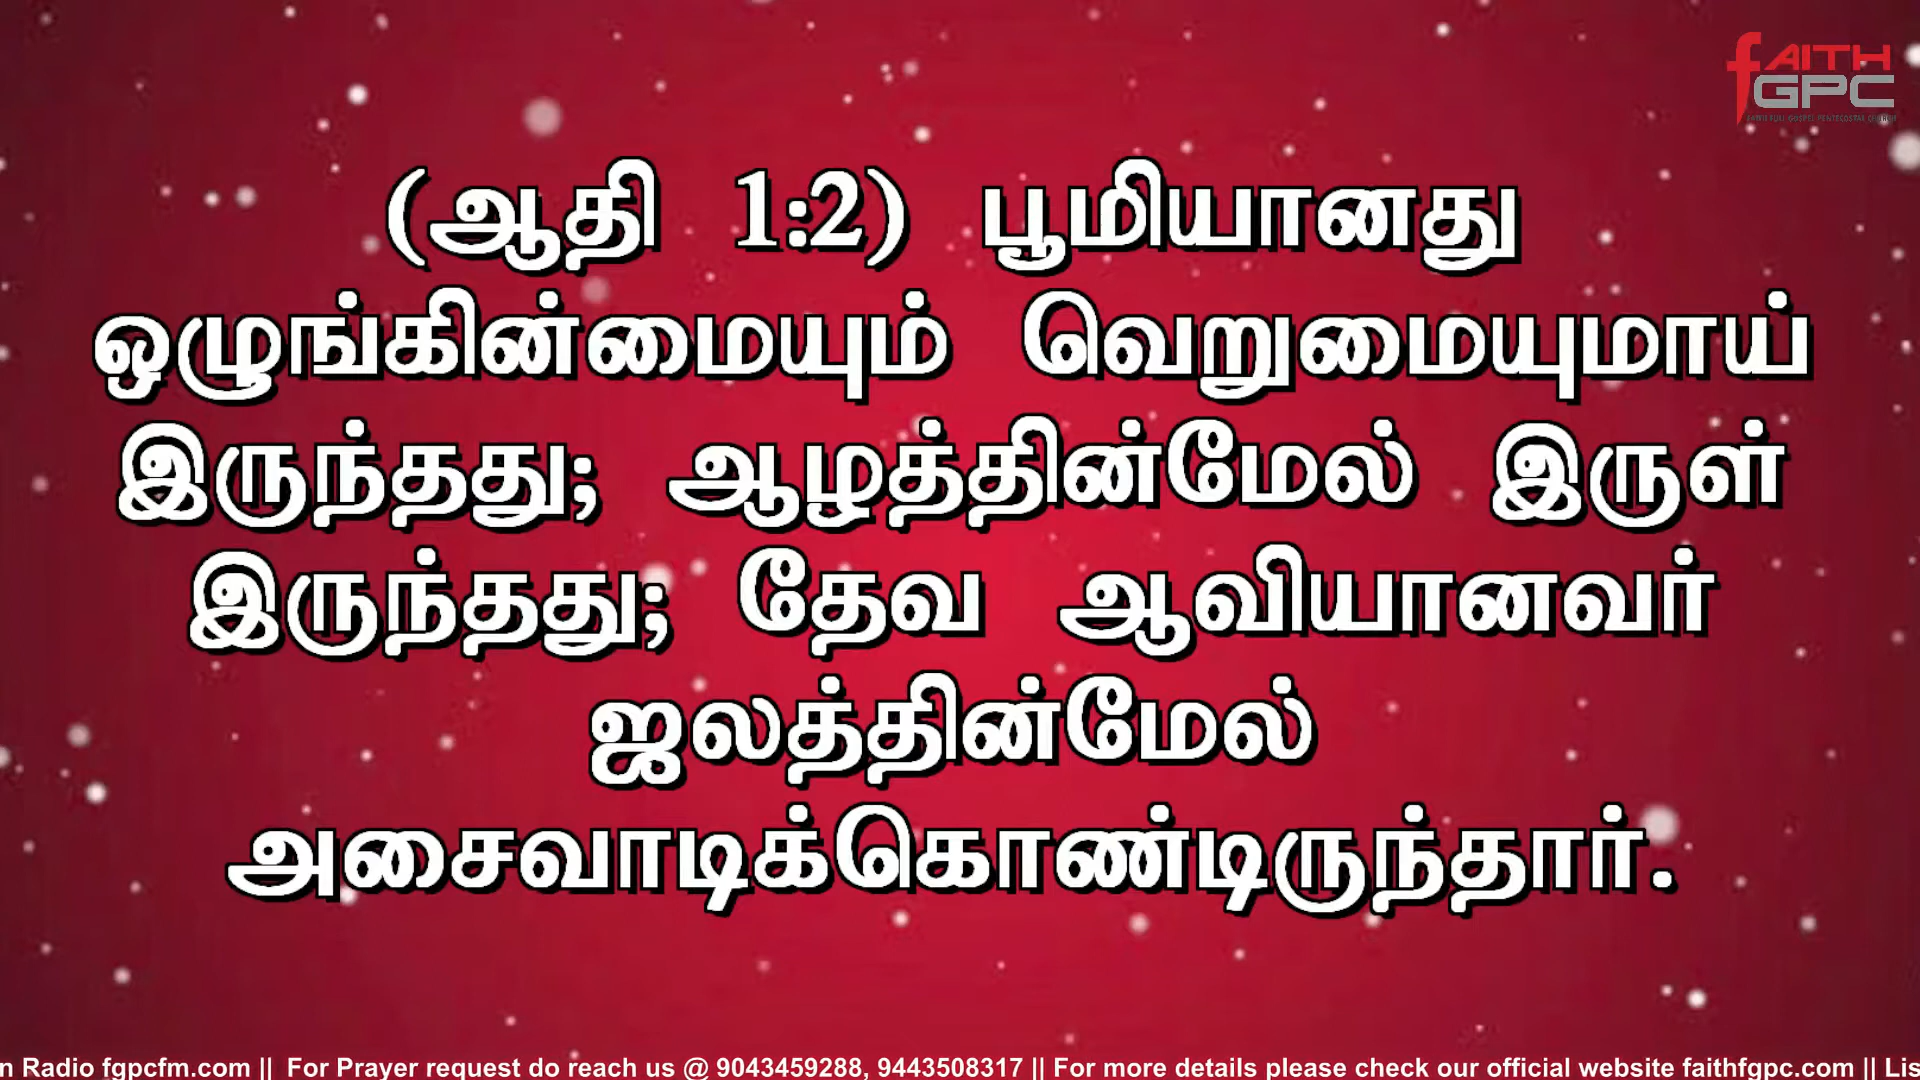 fAITH
GPC
(ஆதி 1:2) பூமியானது
ஒழுங்கின்மையும் வெறுமையுமாய்
இருந்தது; ஆழத்தின்மேல் இருள்
இருந்தது; தேவ ஆவியானவர்
ஜலத்தின்மேல்
அசைவாடிக்கொண்டிருந்தார்.
n Radio fgpcfm.com || For Prayer request do reach us @ 9043459288, 9443508317 || For more details please check our official website faithfgpc.com || Lis